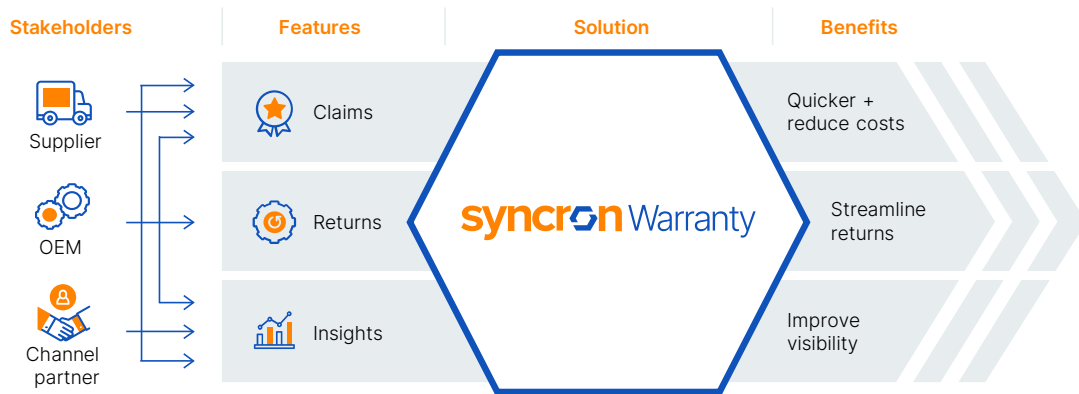 Stakeholders
Features
Solution
Benefits
Supplier
Claims
Quicker +
reduce costs
OEM
Returns
syncron Warranty
Streamline
returns
Channel
partner
Insights
Improve
visibility